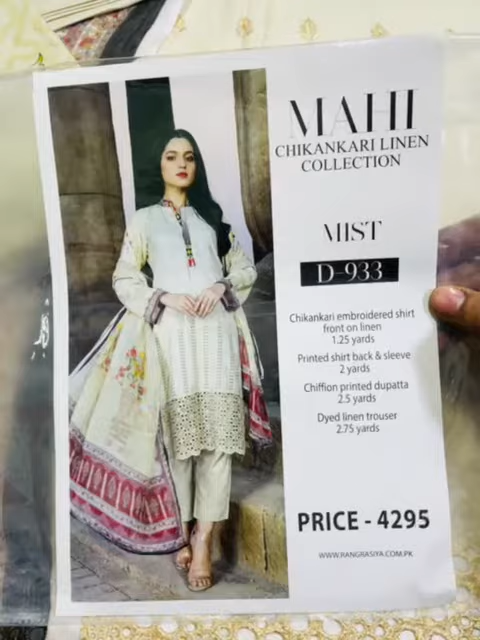 MAHI
CHIKANKARI LINEN
COLLECTION
MIST
D-933
Chikankari embroidered shirt
front on linen
1.25 yards
Printed shirt back & sleeve
2 yards
Chiffion printed dupatta
2.5 yards
Dyed linen trouser
2.75 yards
PRICE - 4295
WWW.RANGRASIYA.COM.PK